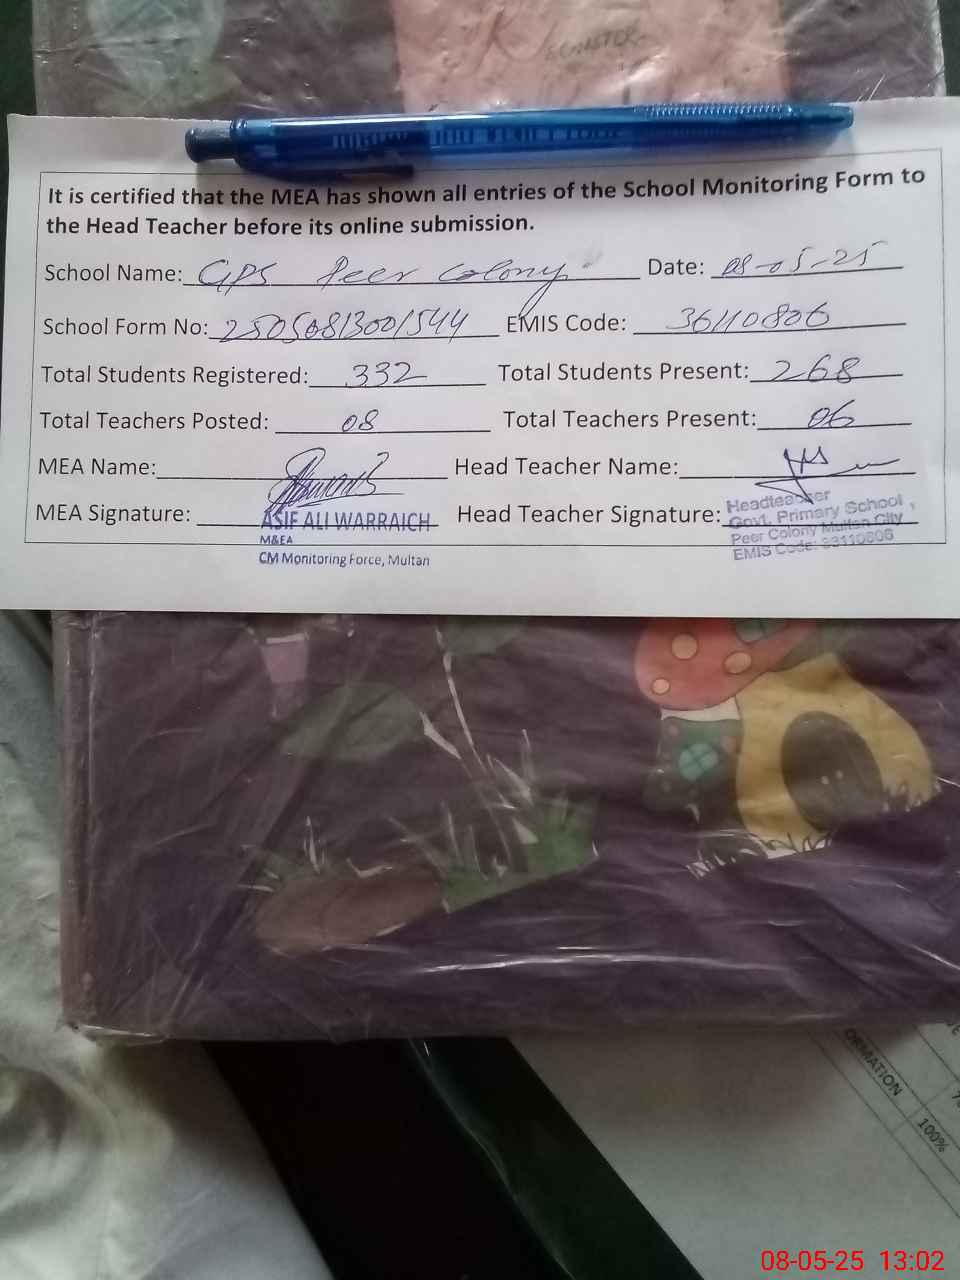 It is certified that the MEA has shown all entries of the School Monitoring Form to
the Head Teacher before its online submission.
School Name: GPS Peer Colony Date: 08-05-25
School Form No: 25050813001544 EMIS Code: 36110806
Total Students Registered: 332 Total Students Present: 268
Total Teachers Posted: 08 Total Teachers Present: 06
MEA Name: Head Teacher Name:
MEA Signature: Head Teacher Signature:
ASIF ALI WARRAICH
M&EA
CM Monitoring Force, Multan
Headteacher
Govt. Primary School,
Peer Colony Multan City
EMIS Code:
ORMATION
100%
08-05-25 13:02